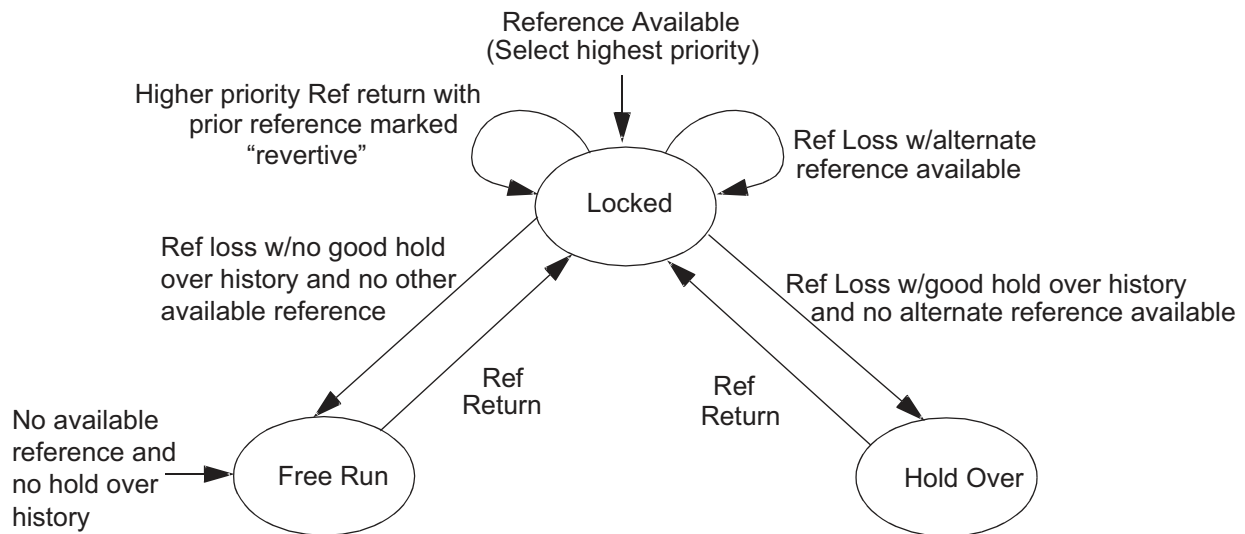 Reference Available
(Select highest priority)
Higher priority Ref return with
prior reference marked
“revertive”
Ref Loss w/alternate
reference available
Locked
Ref loss w/no good hold
over history and no other
available reference
Ref Loss w/good hold over history
and no alternate reference available
Ref
Return
Ref
Return
No available
reference and
no hold over
history
Free Run
Hold Over